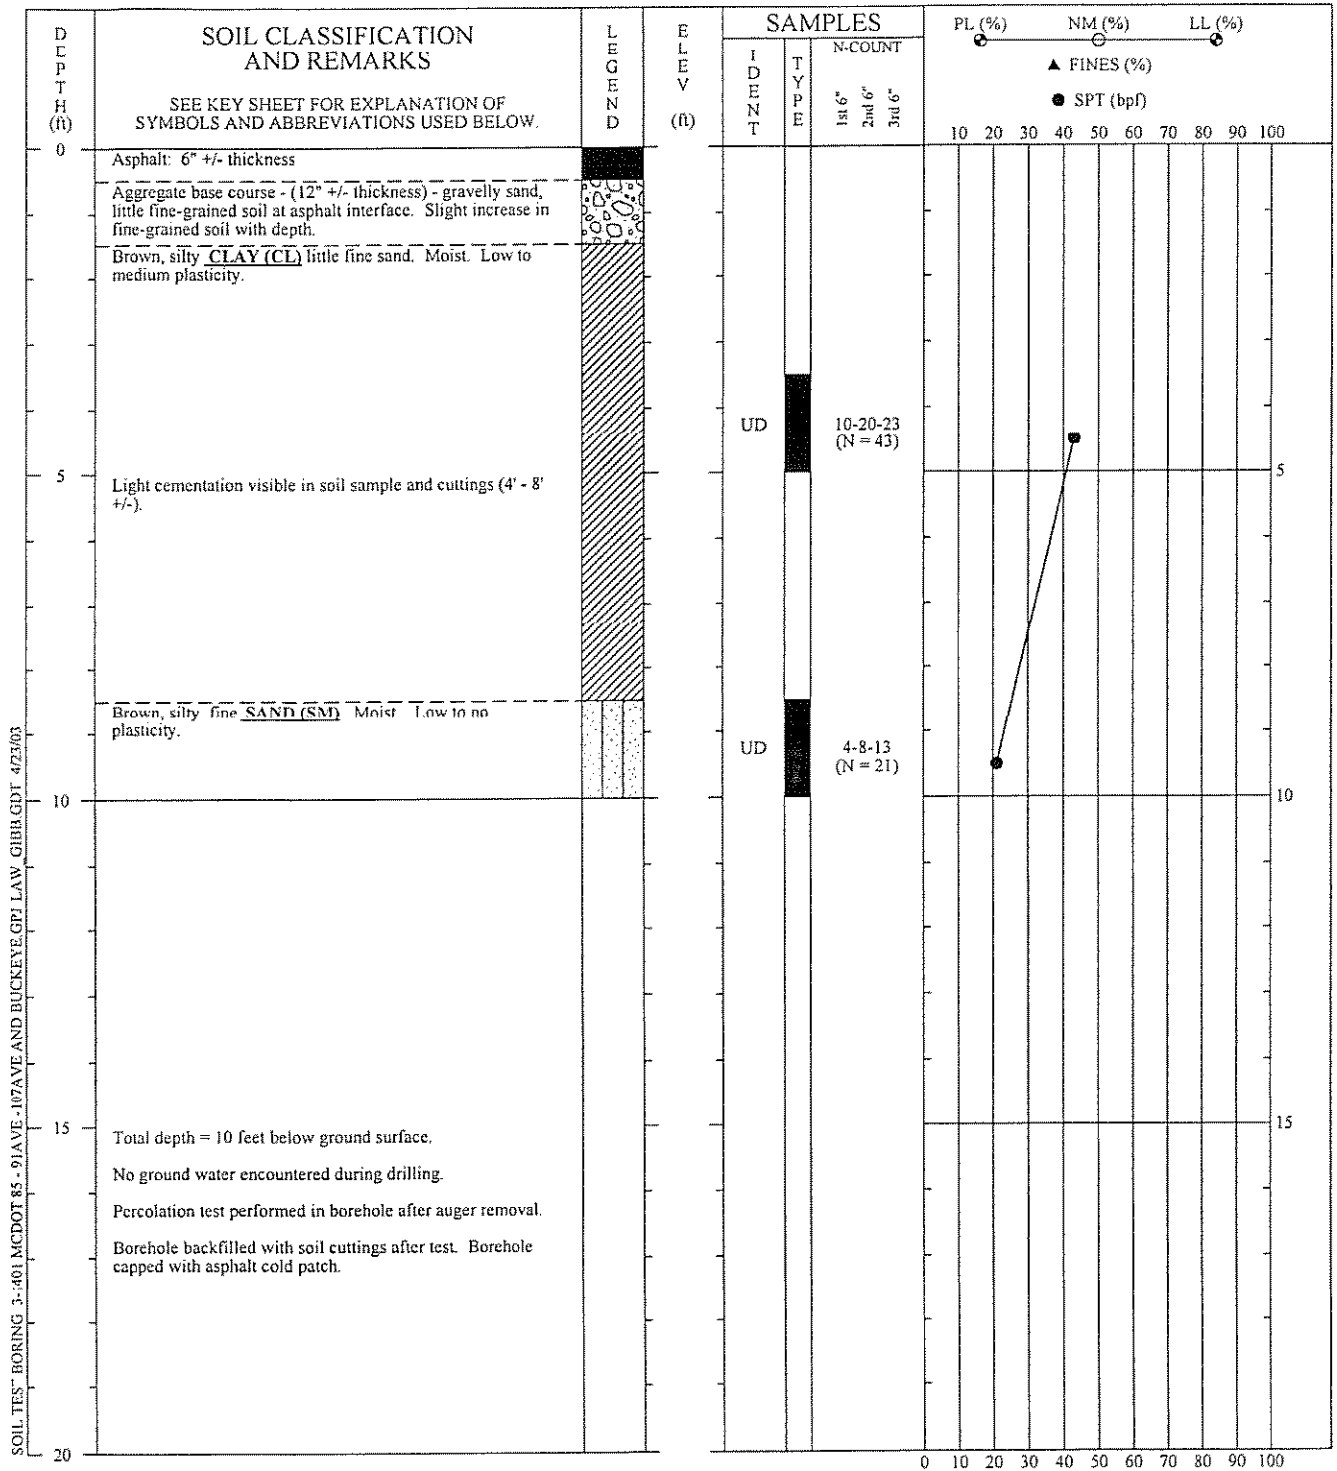 DEPTH
(ft)
SOIL CLASSIFICATION
AND REMARKS
SEE KEY SHEET FOR EXPLANATION OF
SYMBOLS AND ABBREVIATIONS USED BELOW.
LEGEND
ELEV
(ft)
SAMPLES
IDENT
TYPE
N-COUNT
1st 6"
2nd 6"
3rd 6"
PL (%)
NM (%)
LL (%)
▲ FINES (%)
● SPT (bpf)
10 20 30 40 50 60 70 80 90 100
0
Asphalt: 6" +/- thickness
Aggregate base course - (12" +/- thickness) - gravelly sand,
little fine-grained soil at asphalt interface. Slight increase in
fine-grained soil with depth.
Brown, silty CLAY (CL) little fine sand. Moist. Low to
medium plasticity.
UD
10-20-23
(N = 43)
5
5
Light cementation visible in soil sample and cuttings (4' - 8'
+/-).
Brown, silty fine SAND (SM) Moist Low to no
plasticity.
UD
4-8-13
(N = 21)
10
10
15
15
Total depth = 10 feet below ground surface.
No ground water encountered during drilling.
Percolation test performed in borehole after auger removal.
Borehole backfilled with soil cuttings after test. Borehole
capped with asphalt cold patch.
20
0 10 20 30 40 50 60 70 80 90 100
SOIL TEST BORING MCDOT 85 - 91AVE -107AVE AND BUCKEYE.GPJ LAW_GIBB.GDT 4/23/03